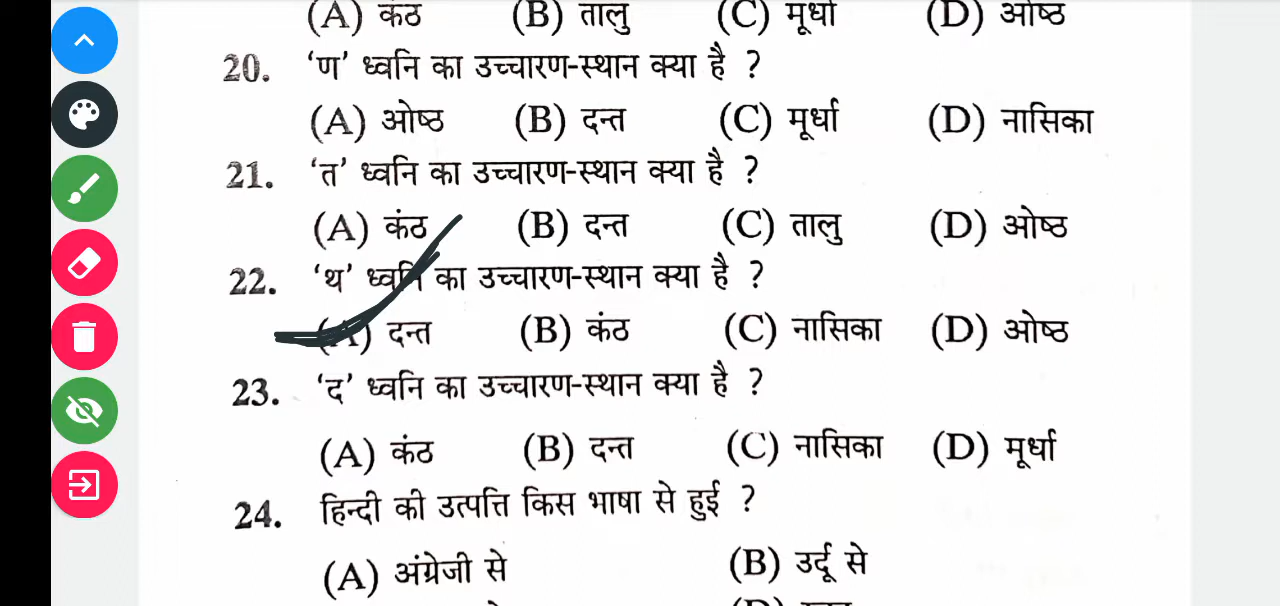 (A) कंठ (B) तालु (C) मूर्धा (D) ओष्ठ
20. ‘ण’ ध्वनि का उच्चारण-स्थान क्या है ?
(A) ओष्ठ (B) दन्त (C) मूर्धा (D) नासिका
21. ‘त’ ध्वनि का उच्चारण-स्थान क्या है ?
(A) कंठ (B) दन्त (C) तालु (D) ओष्ठ
22. ‘थ’ ध्वनि का उच्चारण-स्थान क्या है ?
(A) दन्त (B) कंठ (C) नासिका (D) ओष्ठ
23. ‘द’ ध्वनि का उच्चारण-स्थान क्या है ?
(A) कंठ (B) दन्त (C) नासिका (D) मूर्धा
24. हिन्दी की उत्पत्ति किस भाषा से हुई ?
(A) अंग्रेजी से (B) उर्दू से